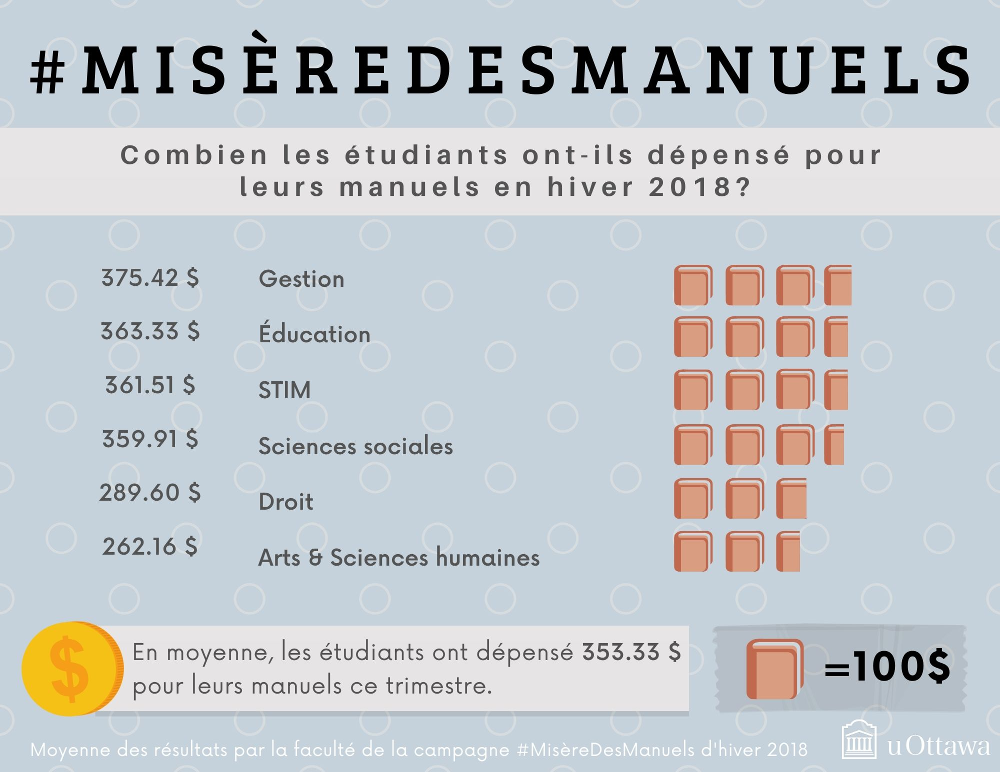 #MISÈREDESMANUELS
Combien les étudiants ont-ils dépensé pour
leurs manuels en hiver 2018?
375.42 $ Gestion
363.33 $ Éducation
361.51 $ STIM
359.91 $ Sciences sociales
289.60 $ Droit
262.16 $ Arts & Sciences humaines
$
En moyenne, les étudiants ont dépensé 353.33 $
pour leurs manuels ce trimestre.
=100$
Moyenne des résultats par la faculté de la campagne #MisèreDesManuels d'hiver 2018
uOttawa